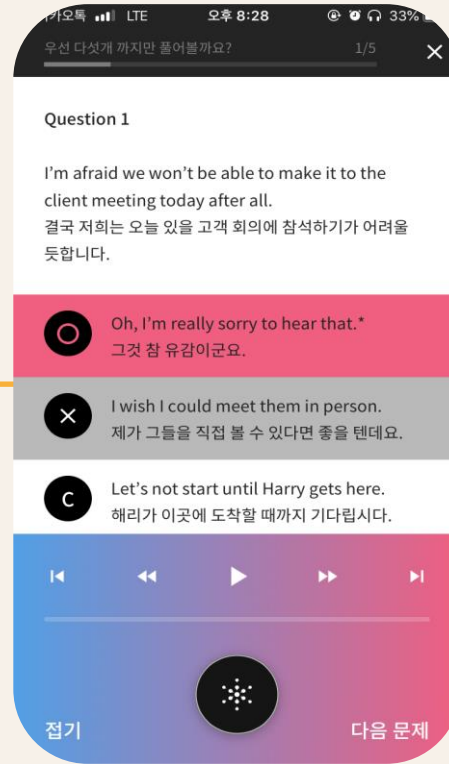 카오톡 LTE 오후 8:28 33%
우선 다섯개 까지만 풀어볼까요? 1/5
Question 1
I'm afraid we won't be able to make it to the
client meeting today after all.
결국 저희는 오늘 있을 고객 회의에 참석하기가 어려울
듯합니다.
Oh, I'm really sorry to hear that.*
그것 참 유감이군요.
I wish I could meet them in person.
제가 그들을 직접 볼 수 있다면 좋을 텐데요.
C
Let's not start until Harry gets here.
해리가 이곳에 도착할 때까지 기다립시다.
접기 다음 문제